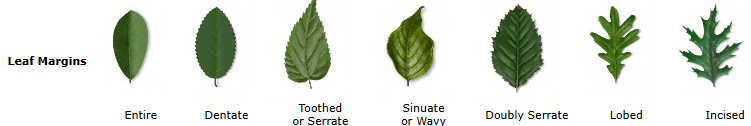 Leaf Margins
Entire
Dentate
Toothed
or Serrate
Sinuate
or Wavy
Doubly Serrate
Lobed
Incised